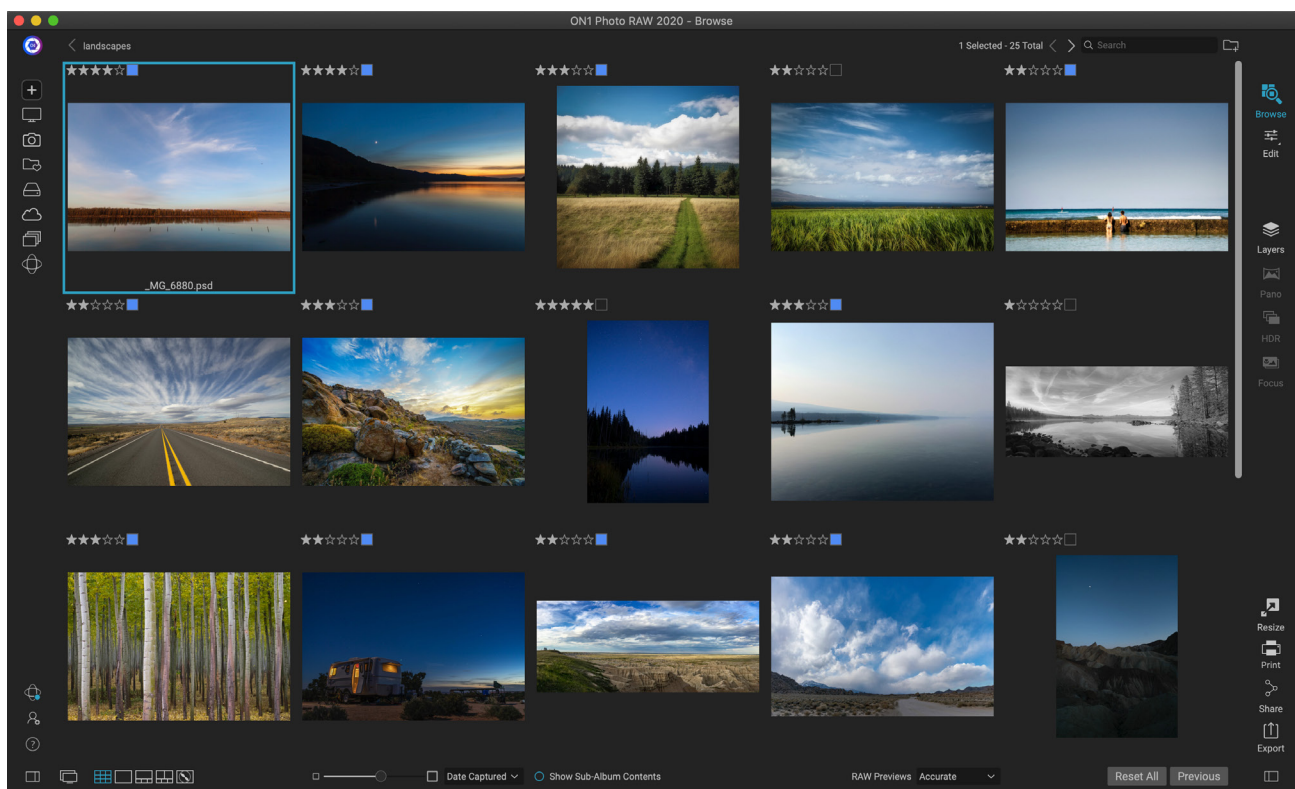 ON1 Photo RAW 2020 - Browse
landscapes
1 Selected - 25 Total
Search
_MG_6880.psd
Browse
Edit
Layers
Pano
HDR
Focus
Resize
Print
Share
Export
Date Captured
Show Sub-Album Contents
RAW Previews Accurate
Reset All
Previous